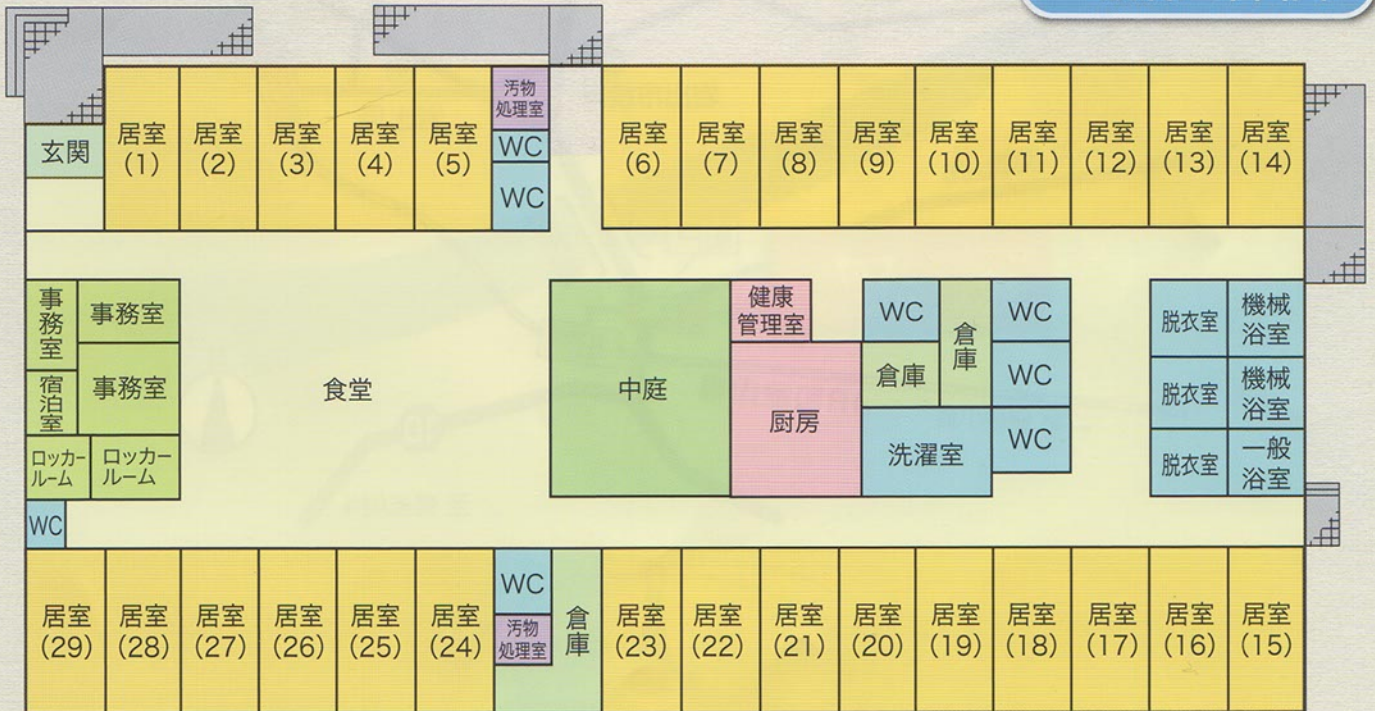 玄関
居室
(1)
居室
(2)
居室
(3)
居室
(4)
居室
(5)
汚物
処理室
WC
WC
居室
(6)
居室
(7)
居室
(8)
居室
(9)
居室
(10)
居室
(11)
居室
(12)
居室
(13)
居室
(14)
事務室
事務室
宿泊室
事務室
ロッカー
ルーム
ロッカー
ルーム
WC
食堂
中庭
健康
管理室
厨房
WC
倉庫
倉庫
洗濯室
WC
WC
WC
脱衣室
機械
浴室
脱衣室
機械
浴室
脱衣室
一般
浴室
居室
(29)
居室
(28)
居室
(27)
居室
(26)
居室
(25)
居室
(24)
WC
汚物
処理室
倉庫
居室
(23)
居室
(22)
居室
(21)
居室
(20)
居室
(19)
居室
(18)
居室
(17)
居室
(16)
居室
(15)